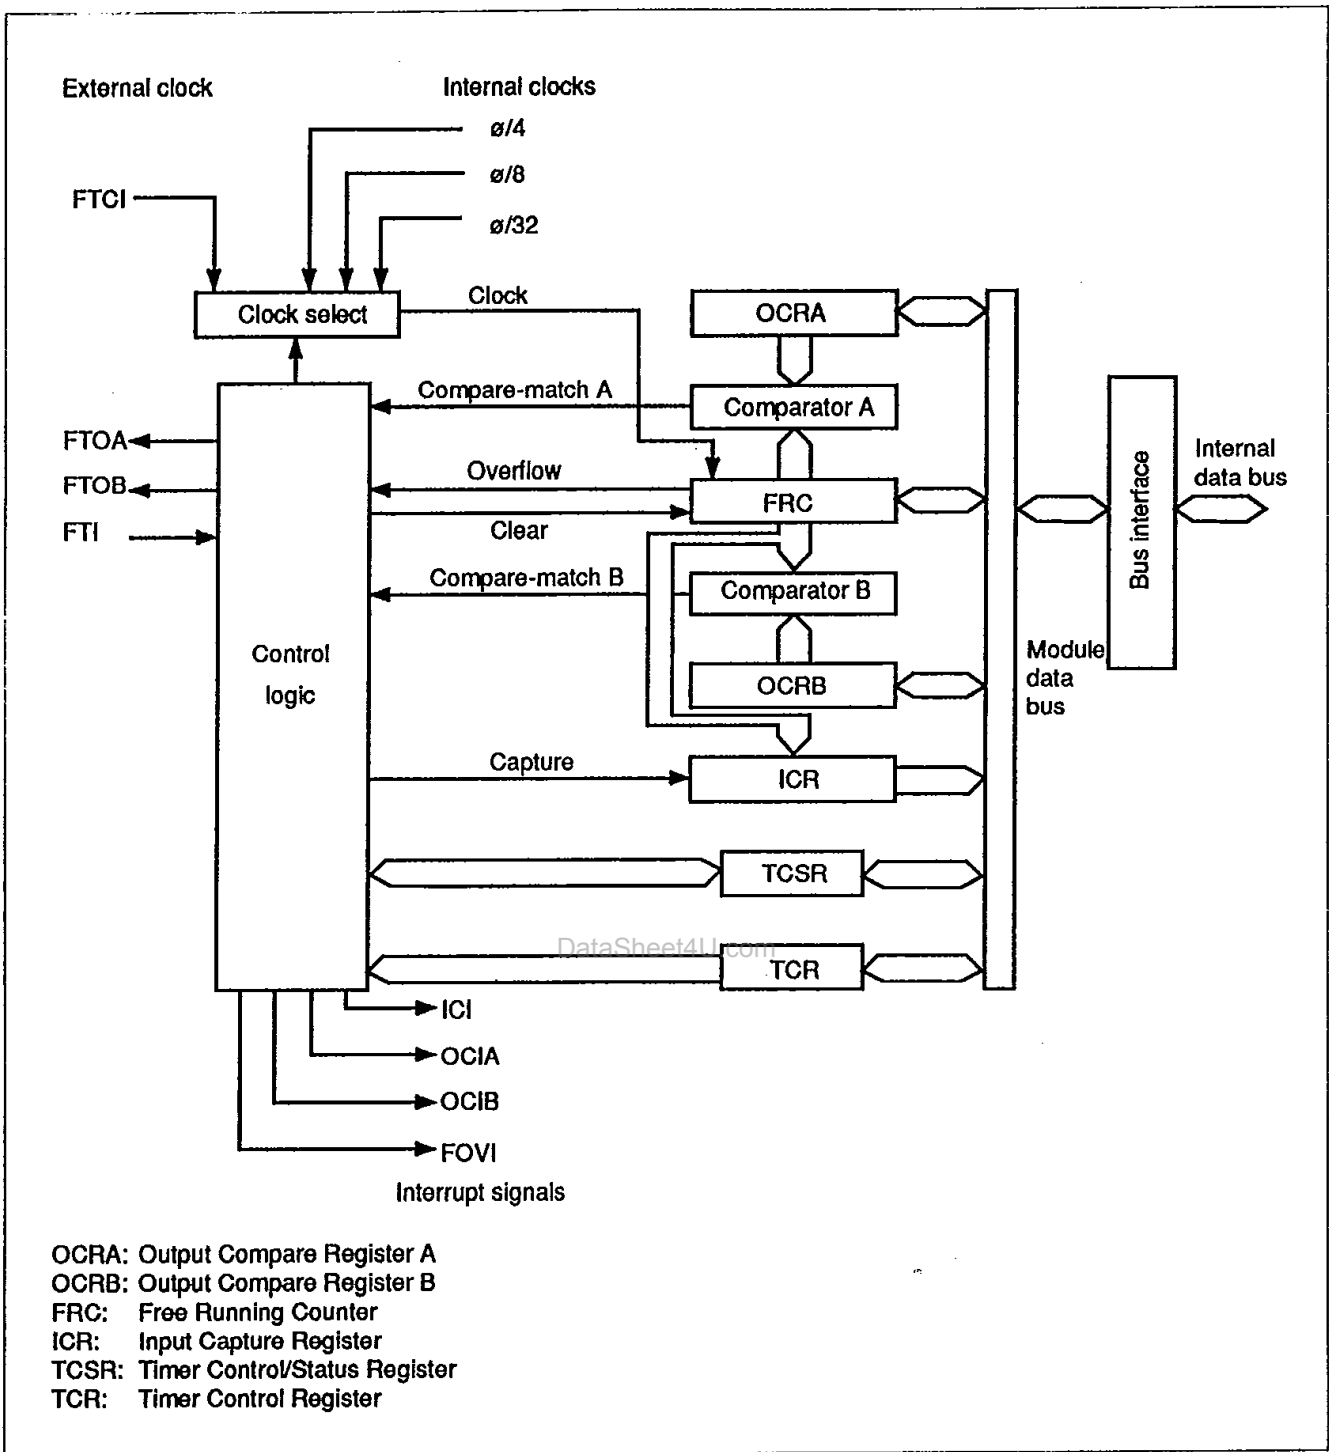 External clock
Internal clocks
ø/4
ø/8
FTCI
ø/32
Clock select
Clock
OCRA
Compare-match A
Comparator A
FTOA
FTOB
FTI
Overflow
FRC
Clear
Compare-match B
Comparator B
Control
logic
OCRB
Module
data
bus
Bus interface
Internal
data bus
Capture
ICR
TCSR
DataSheet4U.com
TCR
ICI
OCIA
OCIB
FOVI
Interrupt signals
OCRA: Output Compare Register A
OCRB: Output Compare Register B
FRC: Free Running Counter
ICR: Input Capture Register
TCSR: Timer Control/Status Register
TCR: Timer Control Register